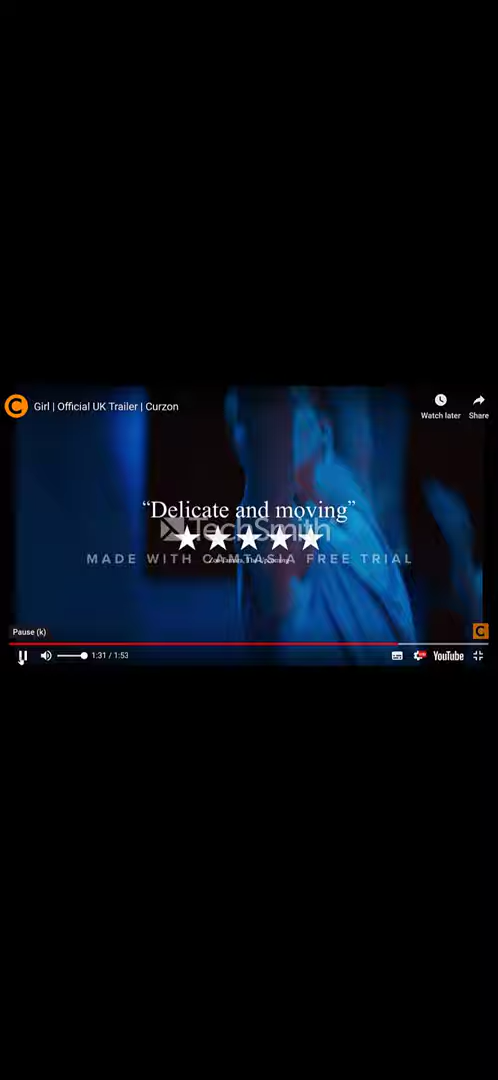 C Girl | Official UK Trailer | Curzon
Watch later
Share
“Delicate and moving”
TechSmith
★★★★★
MADE WITH CAMTASIA FREE TRIAL
Pause (k)
C
1:31 / 1:53
YouTube